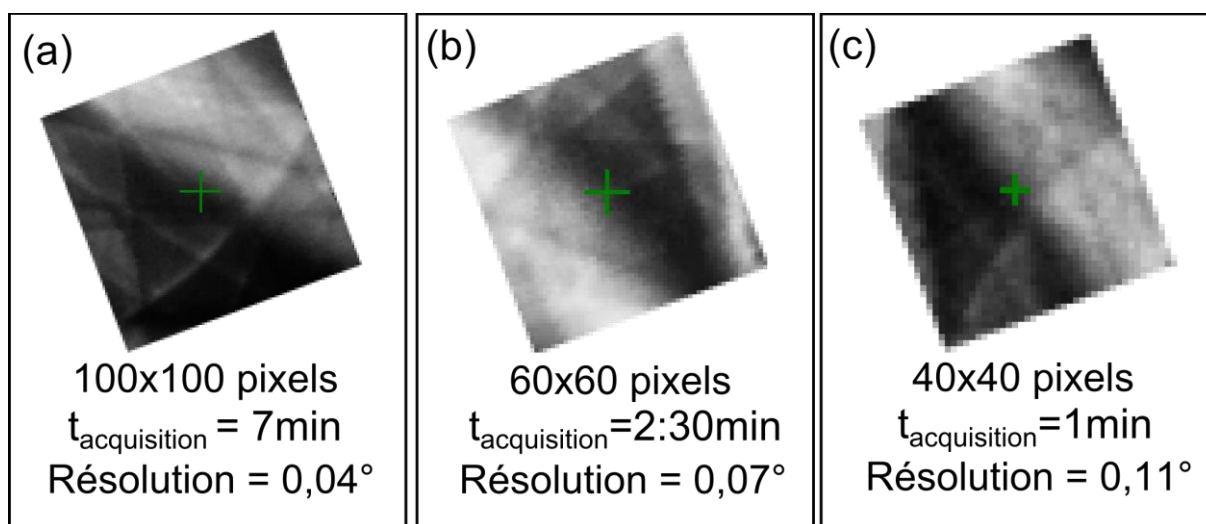 (a)
100x100 pixels
tacquisition = 7min
Résolution = 0,04°
(b)
60x60 pixels
tacquisition=2:30min
Résolution = 0,07°
(c)
40x40 pixels
tacquisition=1min
Résolution = 0,11°